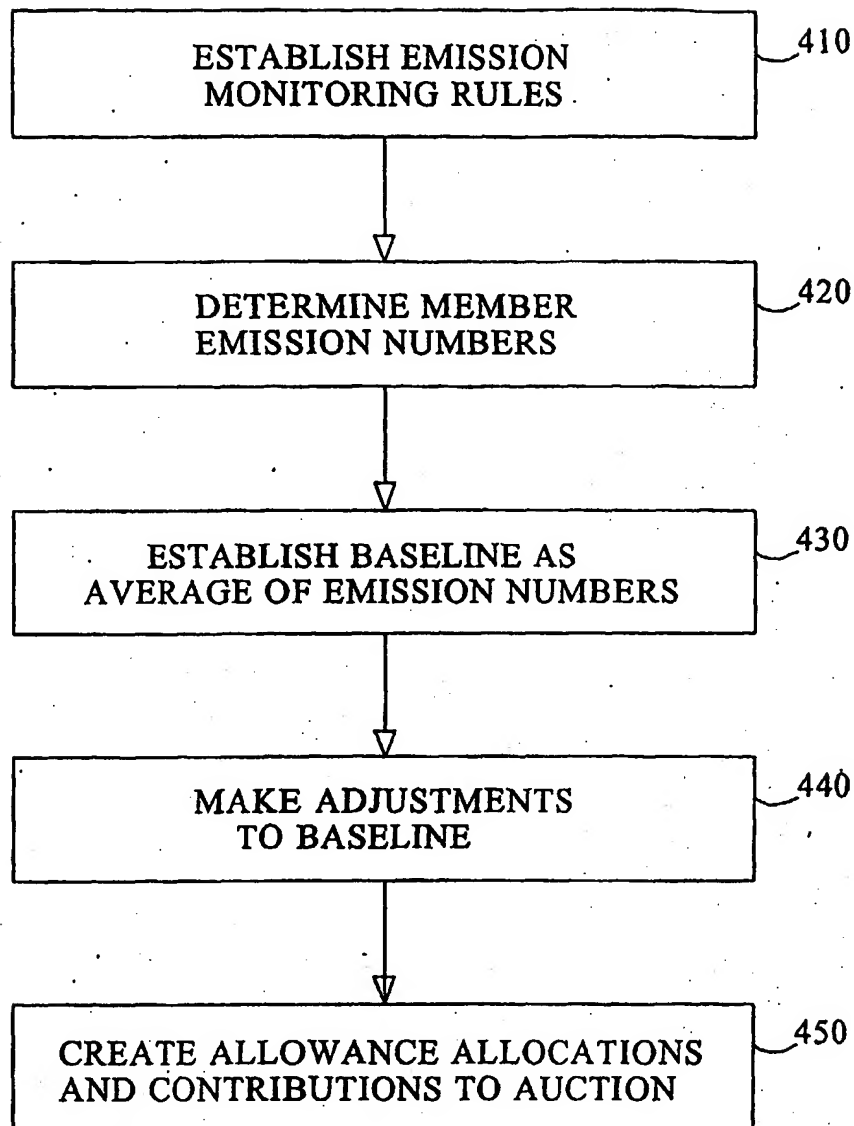 ESTABLISH EMISSION
MONITORING RULES
410
DETERMINE MEMBER
EMISSION NUMBERS
420
ESTABLISH BASELINE AS
AVERAGE OF EMISSION NUMBERS
430
MAKE ADJUSTMENTS
TO BASELINE
440
CREATE ALLOWANCE ALLOCATIONS
AND CONTRIBUTIONS TO AUCTION
450